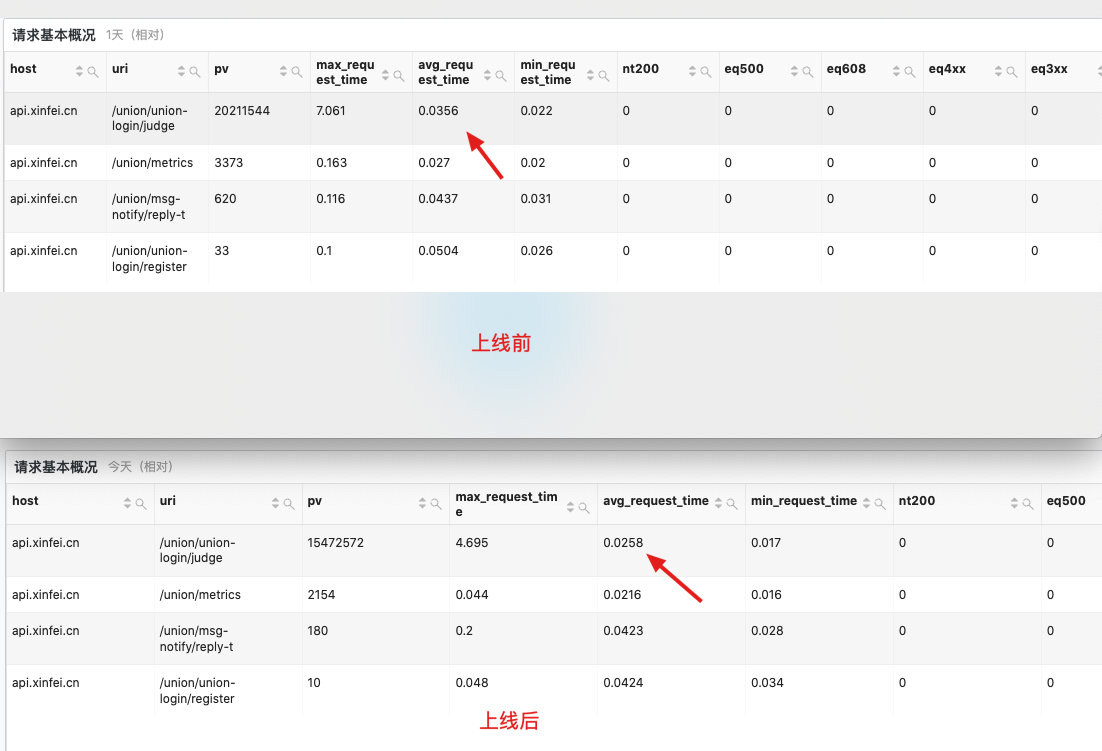 请求基本概况 1天（相对）
host uri pv max_requ avg_requ min_requ nt200 eq500 eq608 eq4xx eq3xx
est_time est_time est_time
api.xinfei.cn /union/union- 20211544 7.061 0.0356 0.022 0 0 0 0 0
login/judge
api.xinfei.cn /union/metrics 3373 0.163 0.027 0.02 0 0 0 0 0
api.xinfei.cn /union/msg- 620 0.116 0.0437 0.031 0 0 0 0 0
notify/reply-t
api.xinfei.cn /union/union- 33 0.1 0.0504 0.026 0 0 0 0 0
login/register
上线前
请求基本概况 今天（相对）
host uri pv max_request_tim avg_request_time min_request_time nt200 eq500
e
api.xinfei.cn /union/union- 15472572 4.695 0.0258 0.017 0 0
login/judge
api.xinfei.cn /union/metrics 2154 0.044 0.0216 0.016 0 0
api.xinfei.cn /union/msg- 180 0.2 0.0423 0.028 0 0
notify/reply-t
api.xinfei.cn /union/union- 10 0.048 0.0424 0.034 0 0
login/register
上线后